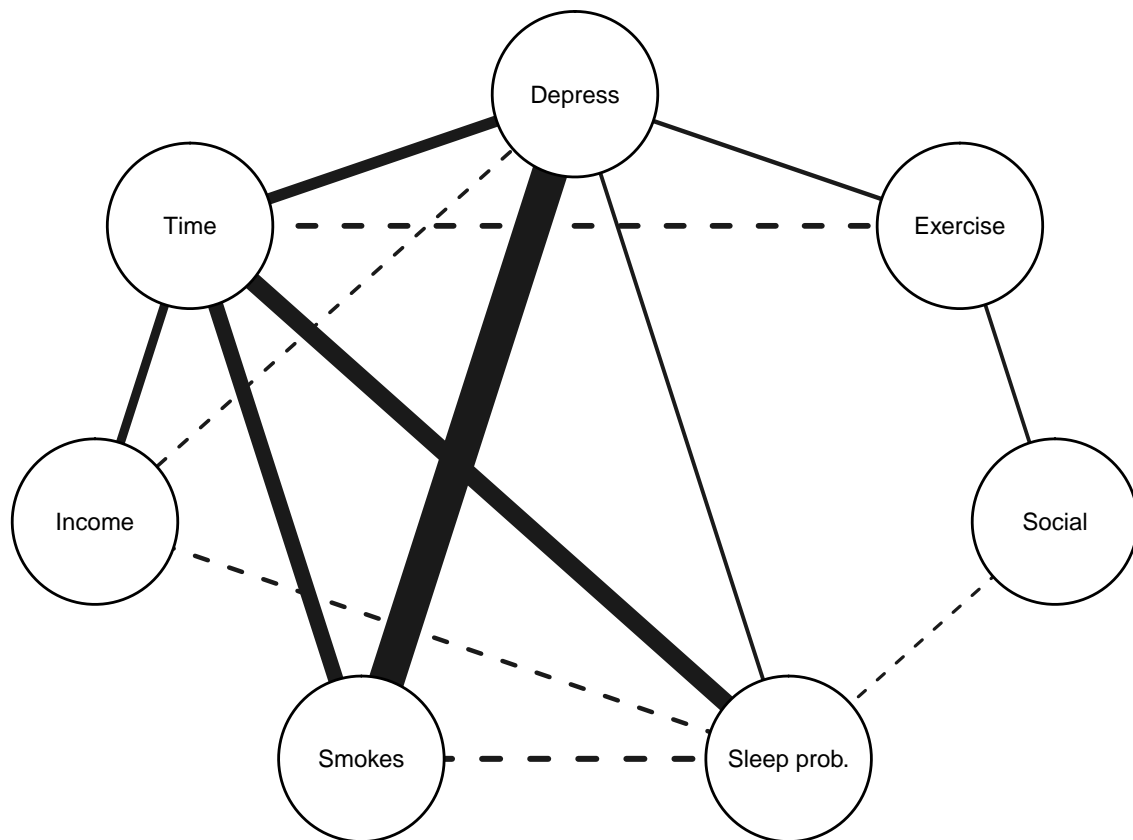 Depress
Time
Exercise
Income
Social
Smokes
Sleep prob.